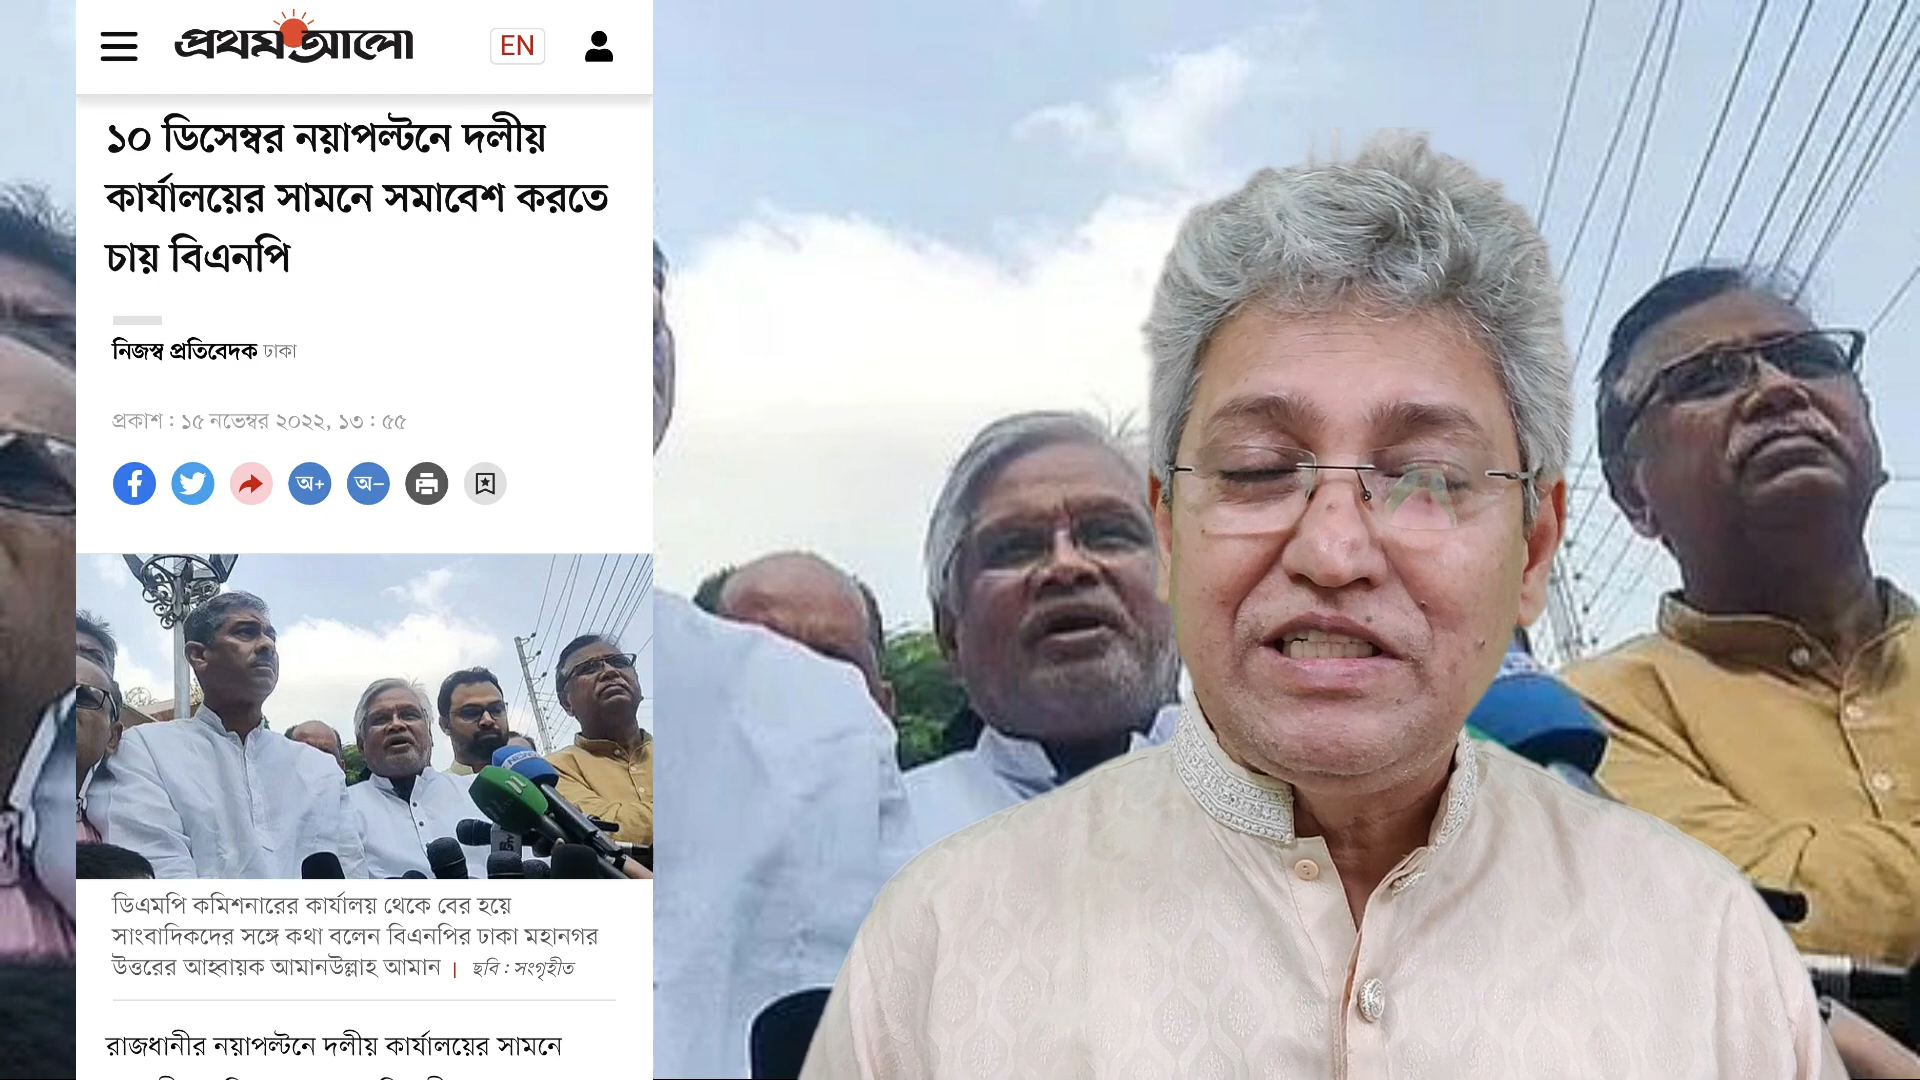 প্রথম আলো
EN
১০ ডিসেম্বর নয়াপল্টনে দলীয়
কার্যালয়ের সামনে সমাবেশ করতে
চায় বিএনপি
নিজস্ব প্রতিবেদক ঢাকা
প্রকাশ : ১৫ নভেম্বর ২০২২, ১৩ : ৫৫
অ+ অ−
ডিএমপি কমিশনারের কার্যালয় থেকে বের হয়ে
সাংবাদিকদের সঙ্গে কথা বলেন বিএনপির ঢাকা মহানগর
উত্তরের আহ্বায়ক আমানউল্লাহ আমান | ছবি : সংগৃহীত
রাজধানীর নয়াপল্টনে দলীয় কার্যালয়ের সামনে